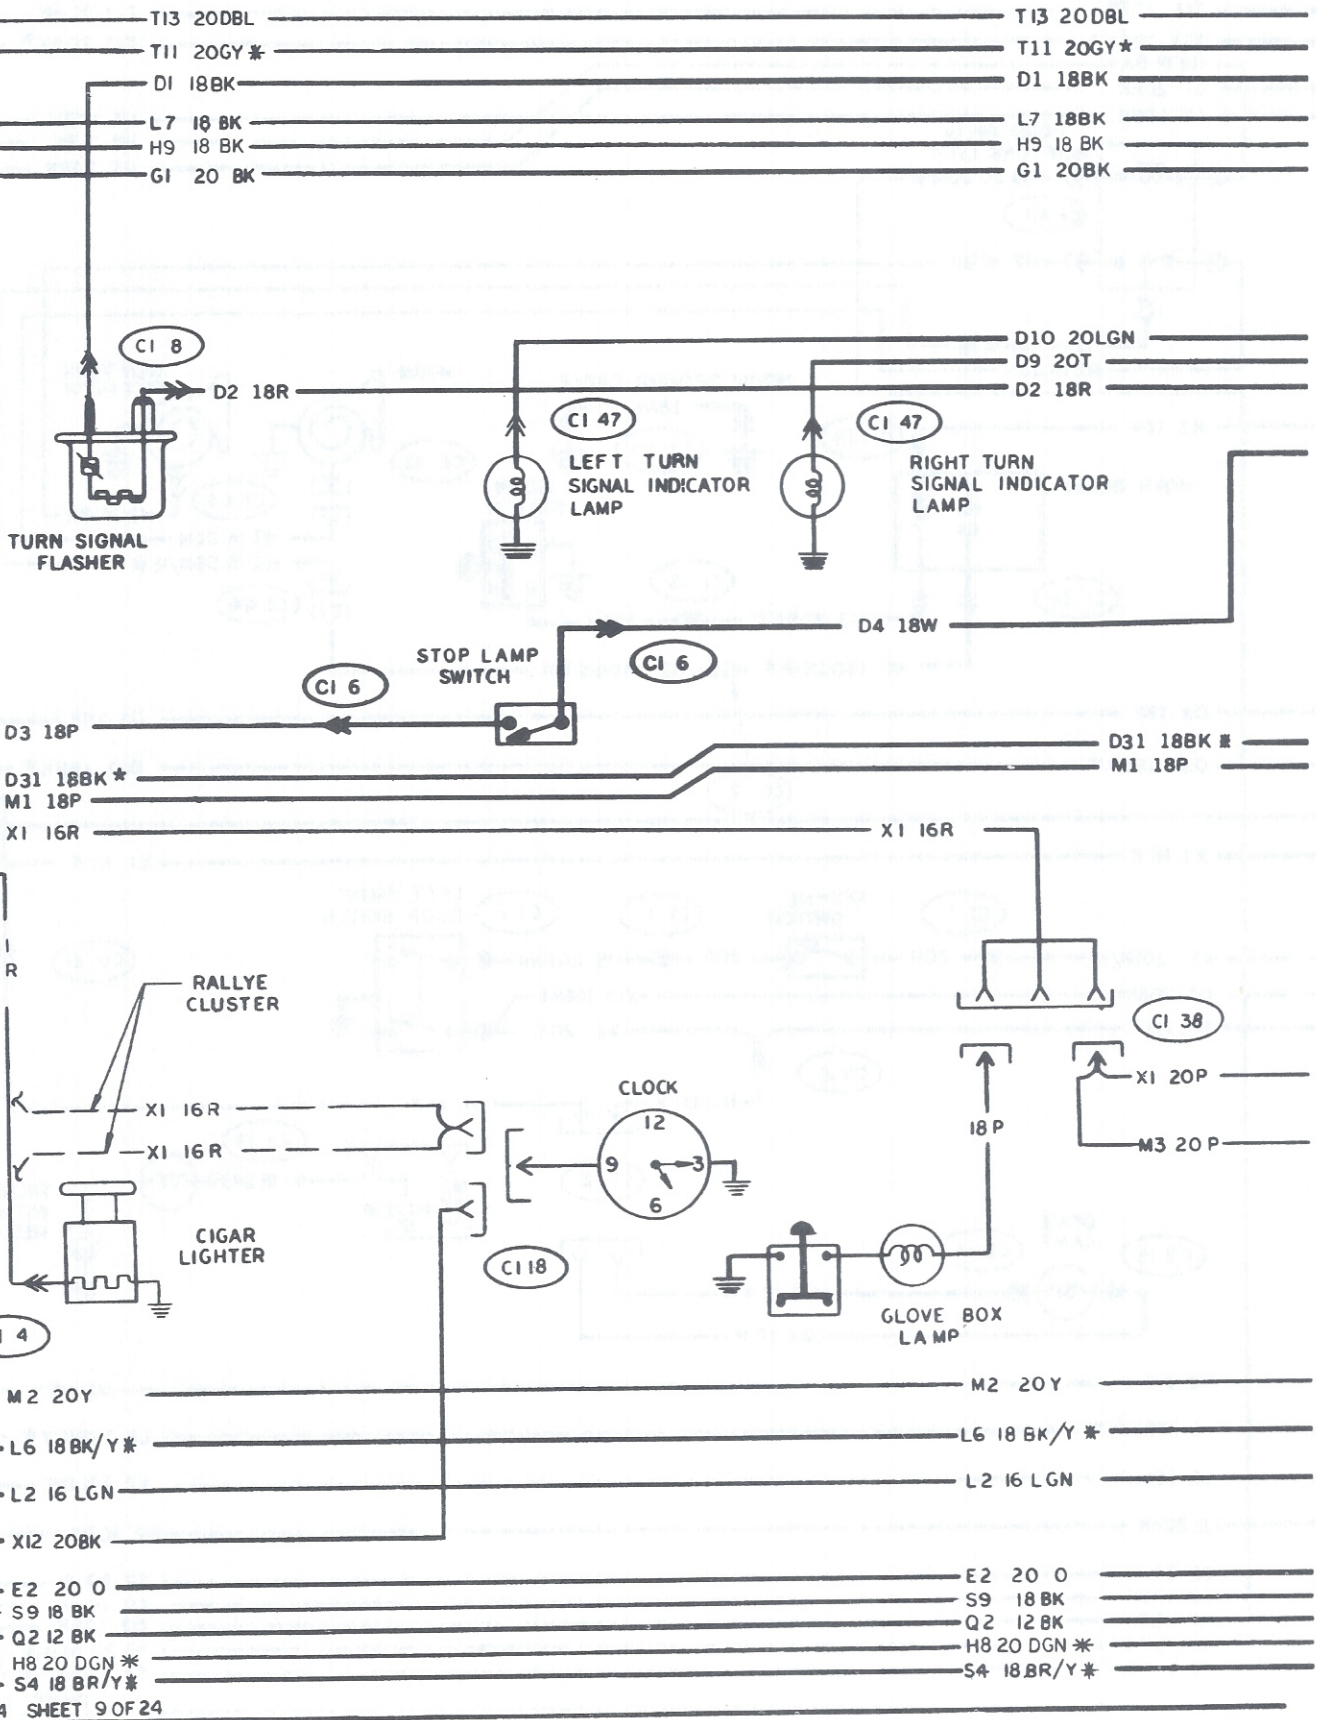 T13 20DBL T13 20DBL
T11 20GY* T11 20GY*
D1 18BK D1 18BK
L7 18 BK L7 18BK
H9 18 BK H9 18 BK
G1 20 BK G1 20BK
C1 8
D10 20LGN
D9 20T
D2 18R D2 18R
C1 47 C1 47
LEFT TURN
SIGNAL INDICATOR
LAMP
RIGHT TURN
SIGNAL INDICATOR
LAMP
TURN SIGNAL
FLASHER
D4 18W
STOP LAMP
SWITCH
C1 6
C1 6
D3 18P
D31 18BK * D31 18BK *
M1 18P M1 18P
X1 16R X1 16R
R
RALLYE
CLUSTER
C1 38
X1 20P
CLOCK
X1 16R
12
18 P
M3 20 P
X1 16R
9 3
6
CIGAR
LIGHTER
C1 18
GLOVE BOX
LAMP
4
M2 20Y M2 20Y
L6 18 BK/Y * L6 18 BK/Y *
L2 16 LGN L2 16 LGN
X12 20BK
E2 20 O E2 20 O
S9 18 BK S9 18 BK
Q2 12 BK Q2 12 BK
H8 20 DGN * H8 20 DGN *
S4 18 BR/Y * S4 18 BR/Y *
4 SHEET 9 OF 24